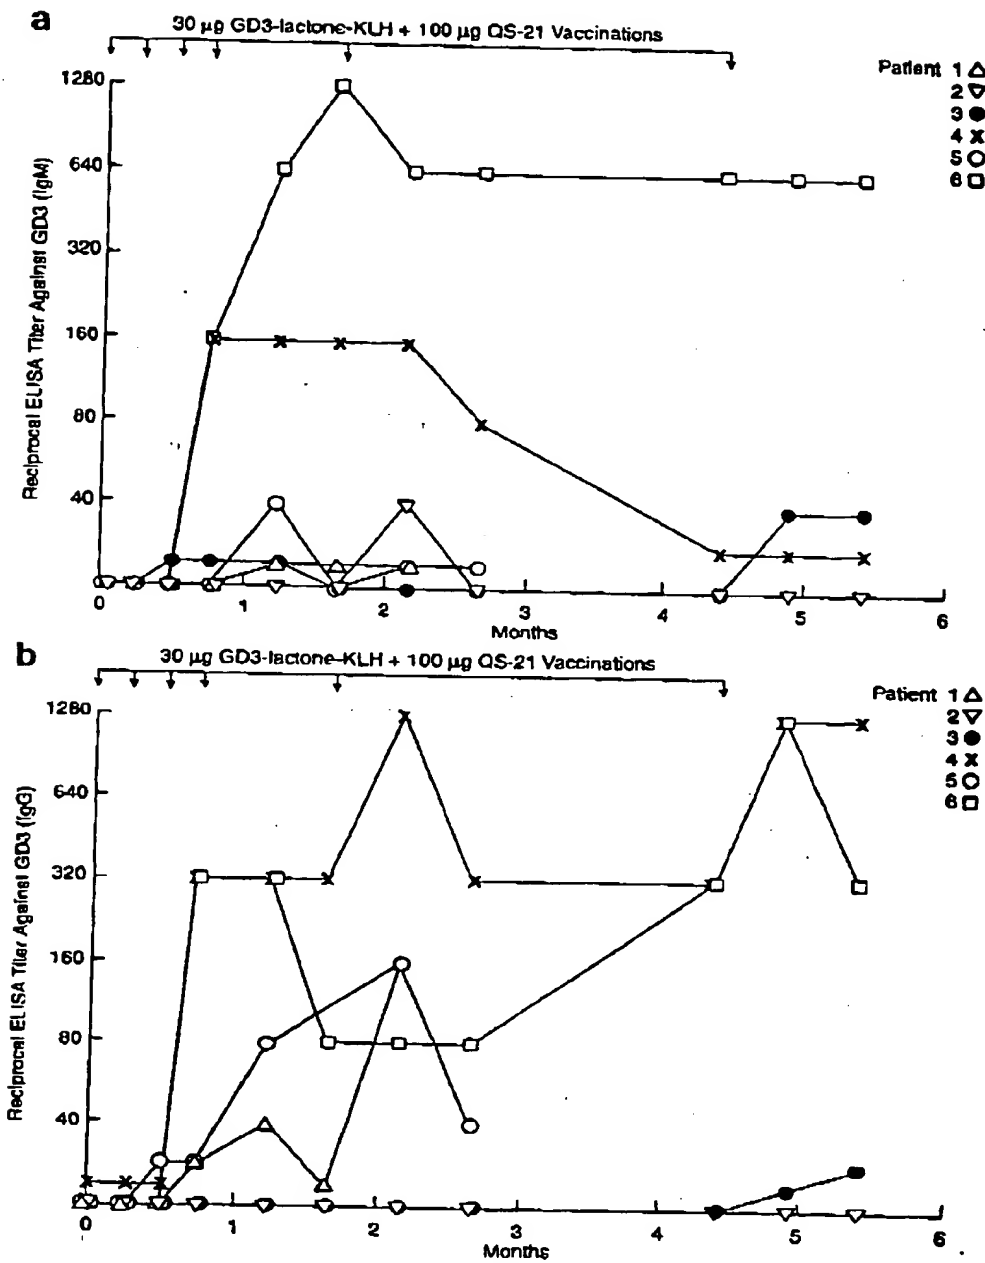 a
30 µg GD3-lactone-KLH + 100 µg QS-21 Vaccinations
Patient 1 △
2 ▽
3 ●
4 ×
5 ○
6 □
Reciprocal ELISA Titer Against GD3 (IgM)
1280
640
320
160
80
40
0 1 2 3 4 5 6
Months
b
30 µg GD3-lactone-KLH + 100 µg QS-21 Vaccinations
Patient 1 △
2 ▽
3 ●
4 ×
5 ○
6 □
Reciprocal ELISA Titer Against GD3 (IgG)
1280
640
320
160
80
40
0 1 2 3 4 5 6
Months